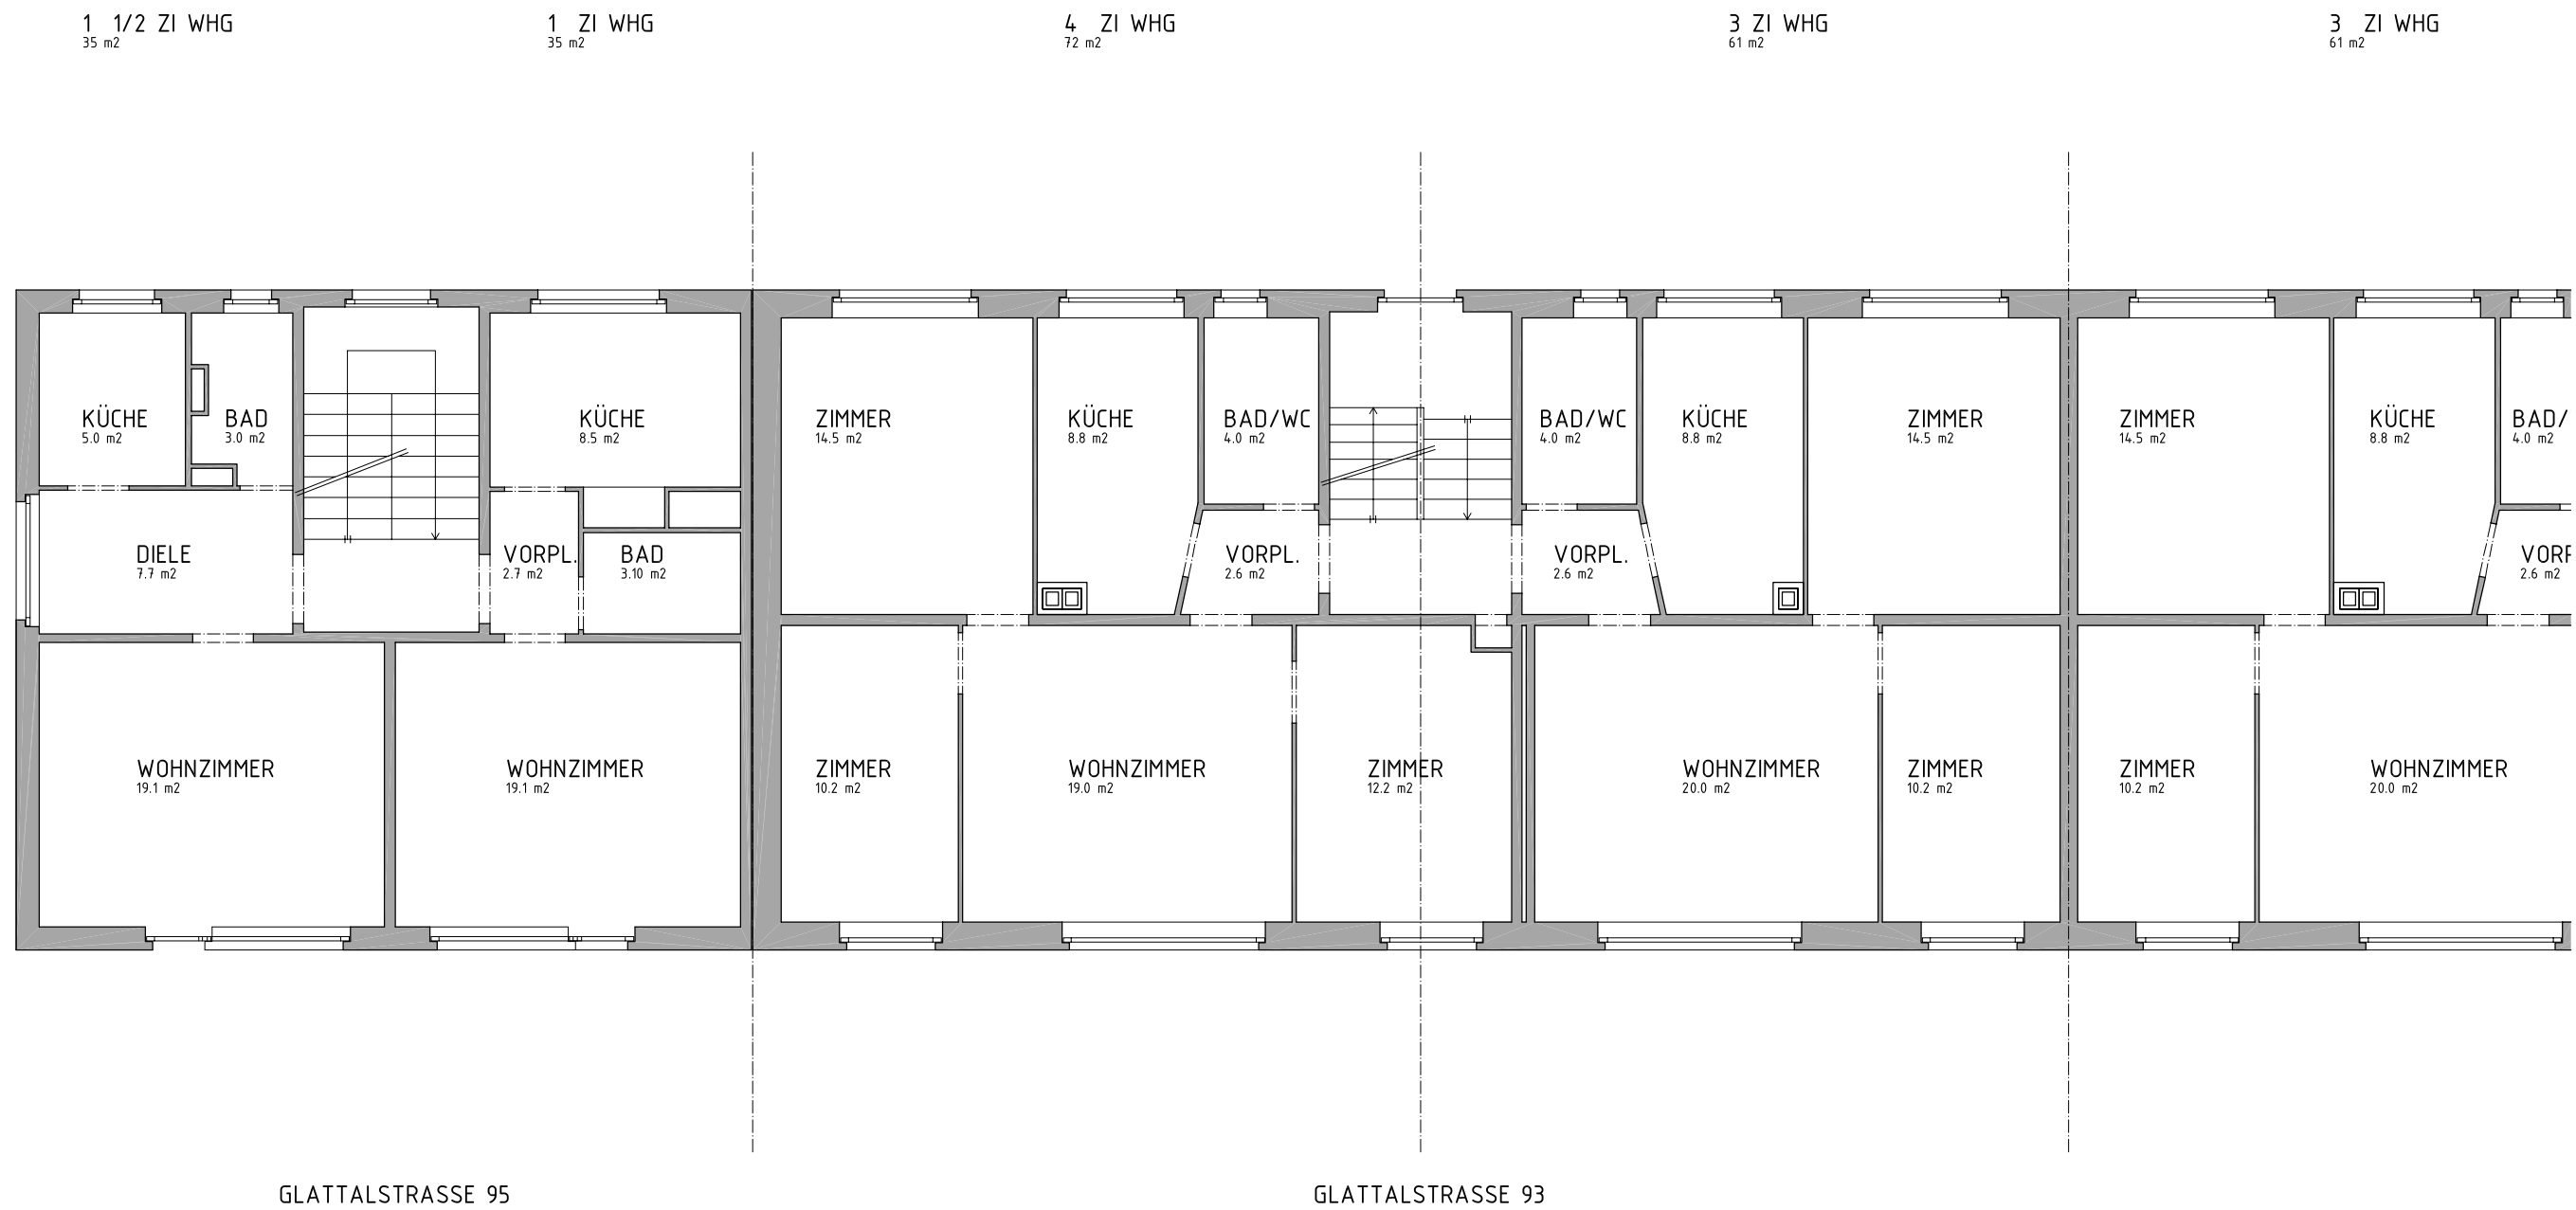 1 1/2 ZI WHG
35 m2
1 ZI WHG
35 m2
4 ZI WHG
72 m2
3 ZI WHG
61 m2
3 ZI WHG
61 m2
KÜCHE
5.0 m2
BAD
3.0 m2
KÜCHE
8.5 m2
ZIMMER
14.5 m2
KÜCHE
8.8 m2
BAD/WC
4.0 m2
BAD/WC
4.0 m2
KÜCHE
8.8 m2
ZIMMER
14.5 m2
ZIMMER
14.5 m2
KÜCHE
8.8 m2
BAD/
4.0 m2
DIELE
7.7 m2
VORPL.
2.7 m2
BAD
3.10 m2
VORPL.
2.6 m2
VORPL.
2.6 m2
VORP
2.6 m2
WOHNZIMMER
19.1 m2
WOHNZIMMER
19.1 m2
ZIMMER
10.2 m2
WOHNZIMMER
19.0 m2
ZIMMER
12.2 m2
WOHNZIMMER
20.0 m2
ZIMMER
10.2 m2
ZIMMER
10.2 m2
WOHNZIMMER
20.0 m2
GLATTALSTRASSE 95
GLATTALSTRASSE 93